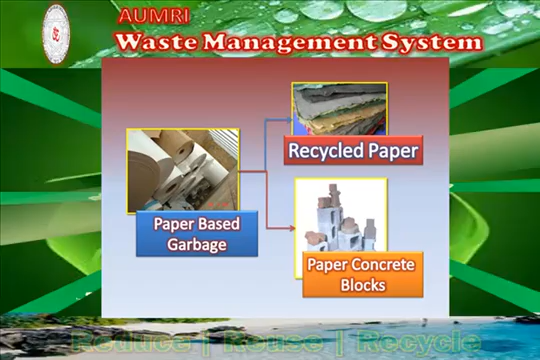 AUMRI
Waste Management System
Recycled Paper
Paper Based
Garbage
Paper Concrete
Blocks
Reduce | Reuse | Recycle